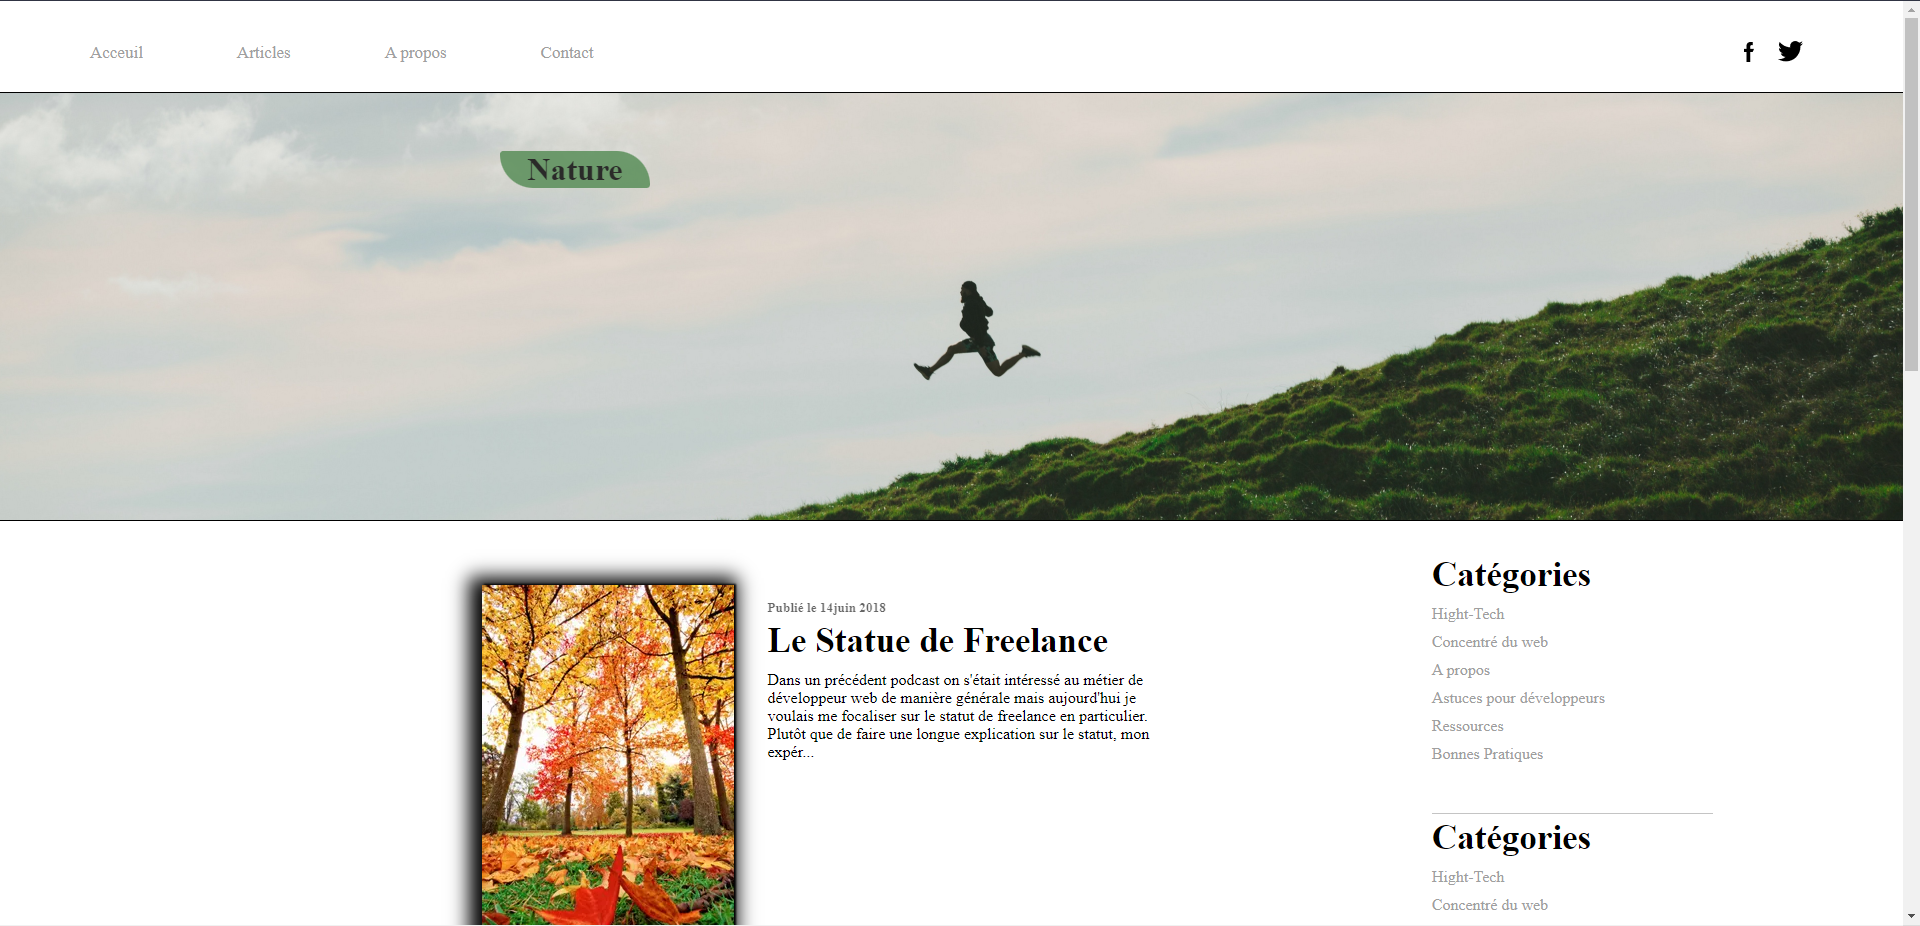 Acceuil
Articles
A propos
Contact
Nature
Publié le 14juin 2018
Le Statue de Freelance
Dans un précédent podcast on s'était intéressé au métier de
développeur web de manière générale mais aujourd'hui je
voulais me focaliser sur le statut de freelance en particulier.
Plutôt que de faire une longue explication sur le statut, mon
expér...
Catégories
Hight-Tech
Concentré du web
A propos
Astuces pour développeurs
Ressources
Bonnes Pratiques
Catégories
Hight-Tech
Concentré du web